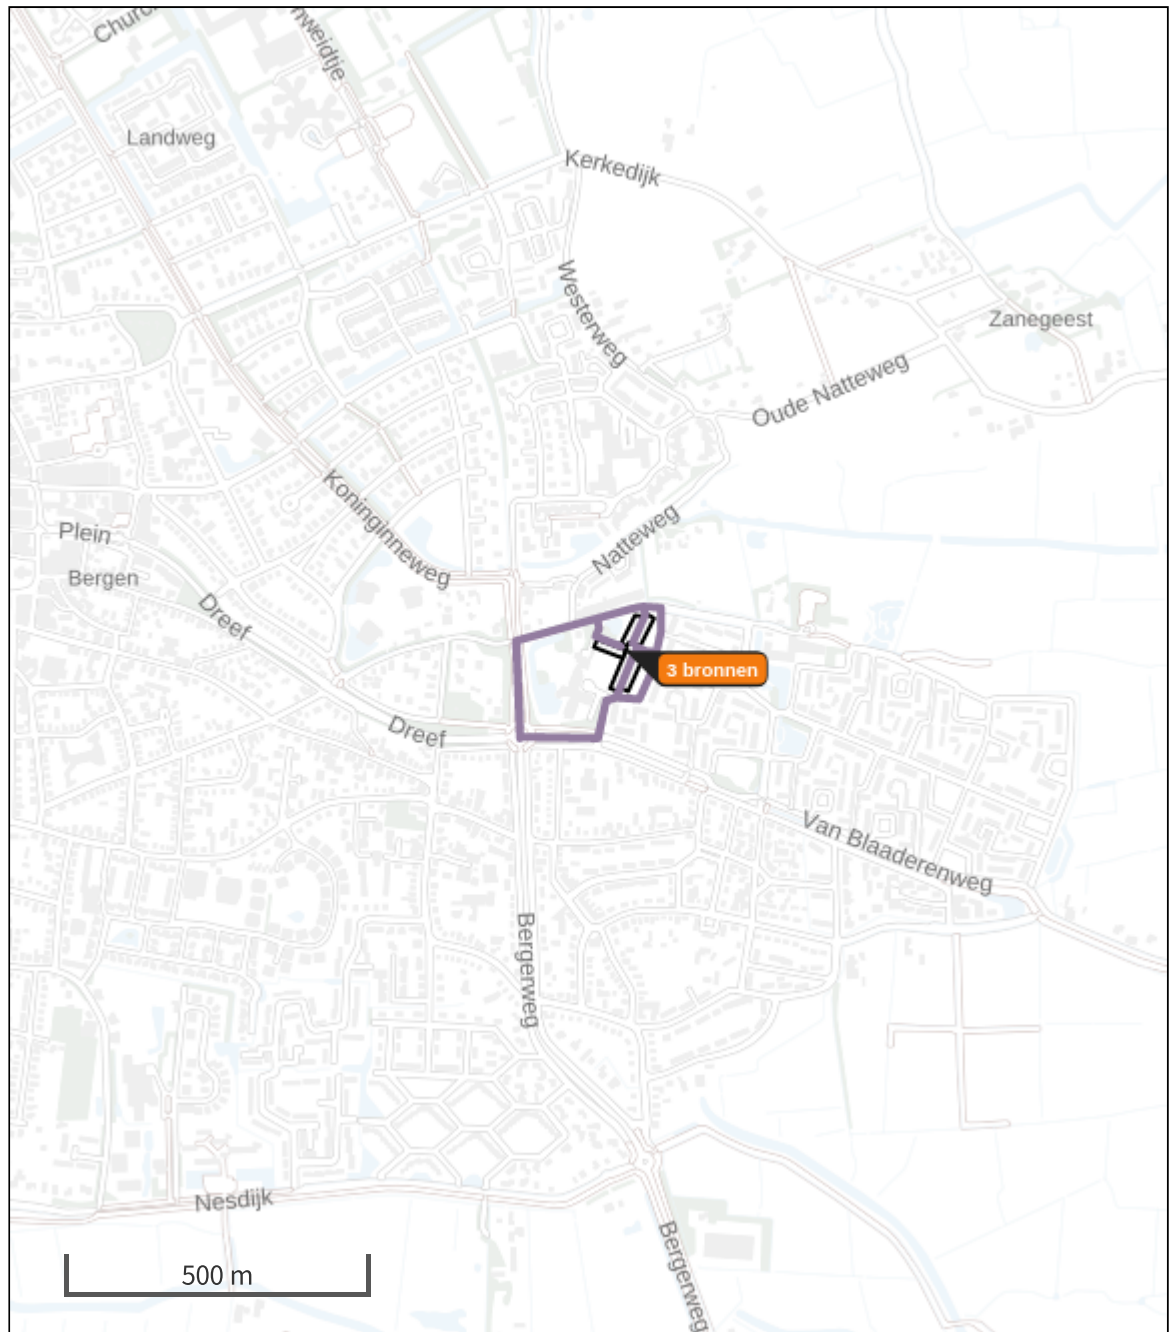 Landweg
Kerkedijk
Westerweg
Zanegeest
Oude Natteweg
Koninginneweg
Natteweg
Plein
Bergen
Dreef
3 bronnen
Dreef
Van Blaaderenweg
Bergerweg
Nesdijk
Bergerweg
500 m